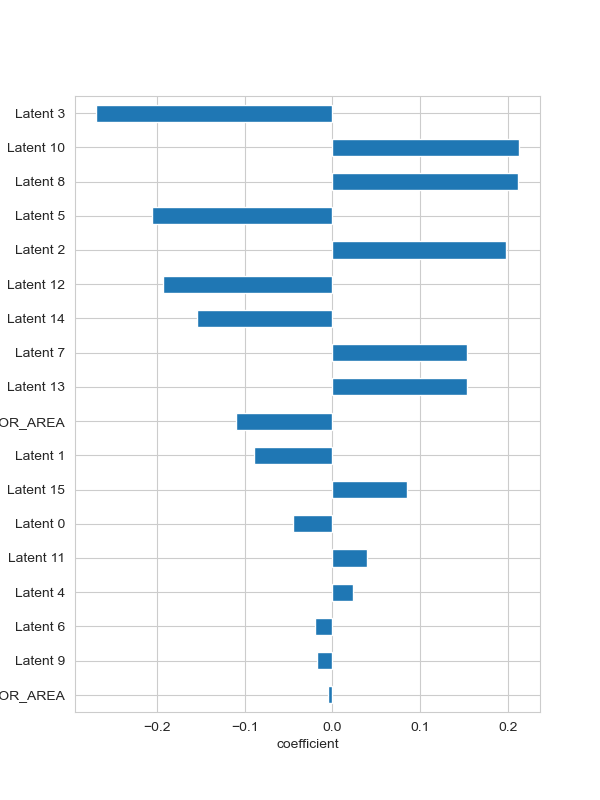 Latent 3
Latent 10
Latent 8
Latent 5
Latent 2
Latent 12
Latent 14
Latent 7
Latent 13
OR_AREA
Latent 1
Latent 15
Latent 0
Latent 11
Latent 4
Latent 6
Latent 9
OR_AREA
−0.2 −0.1 0.0 0.1 0.2
coefficient